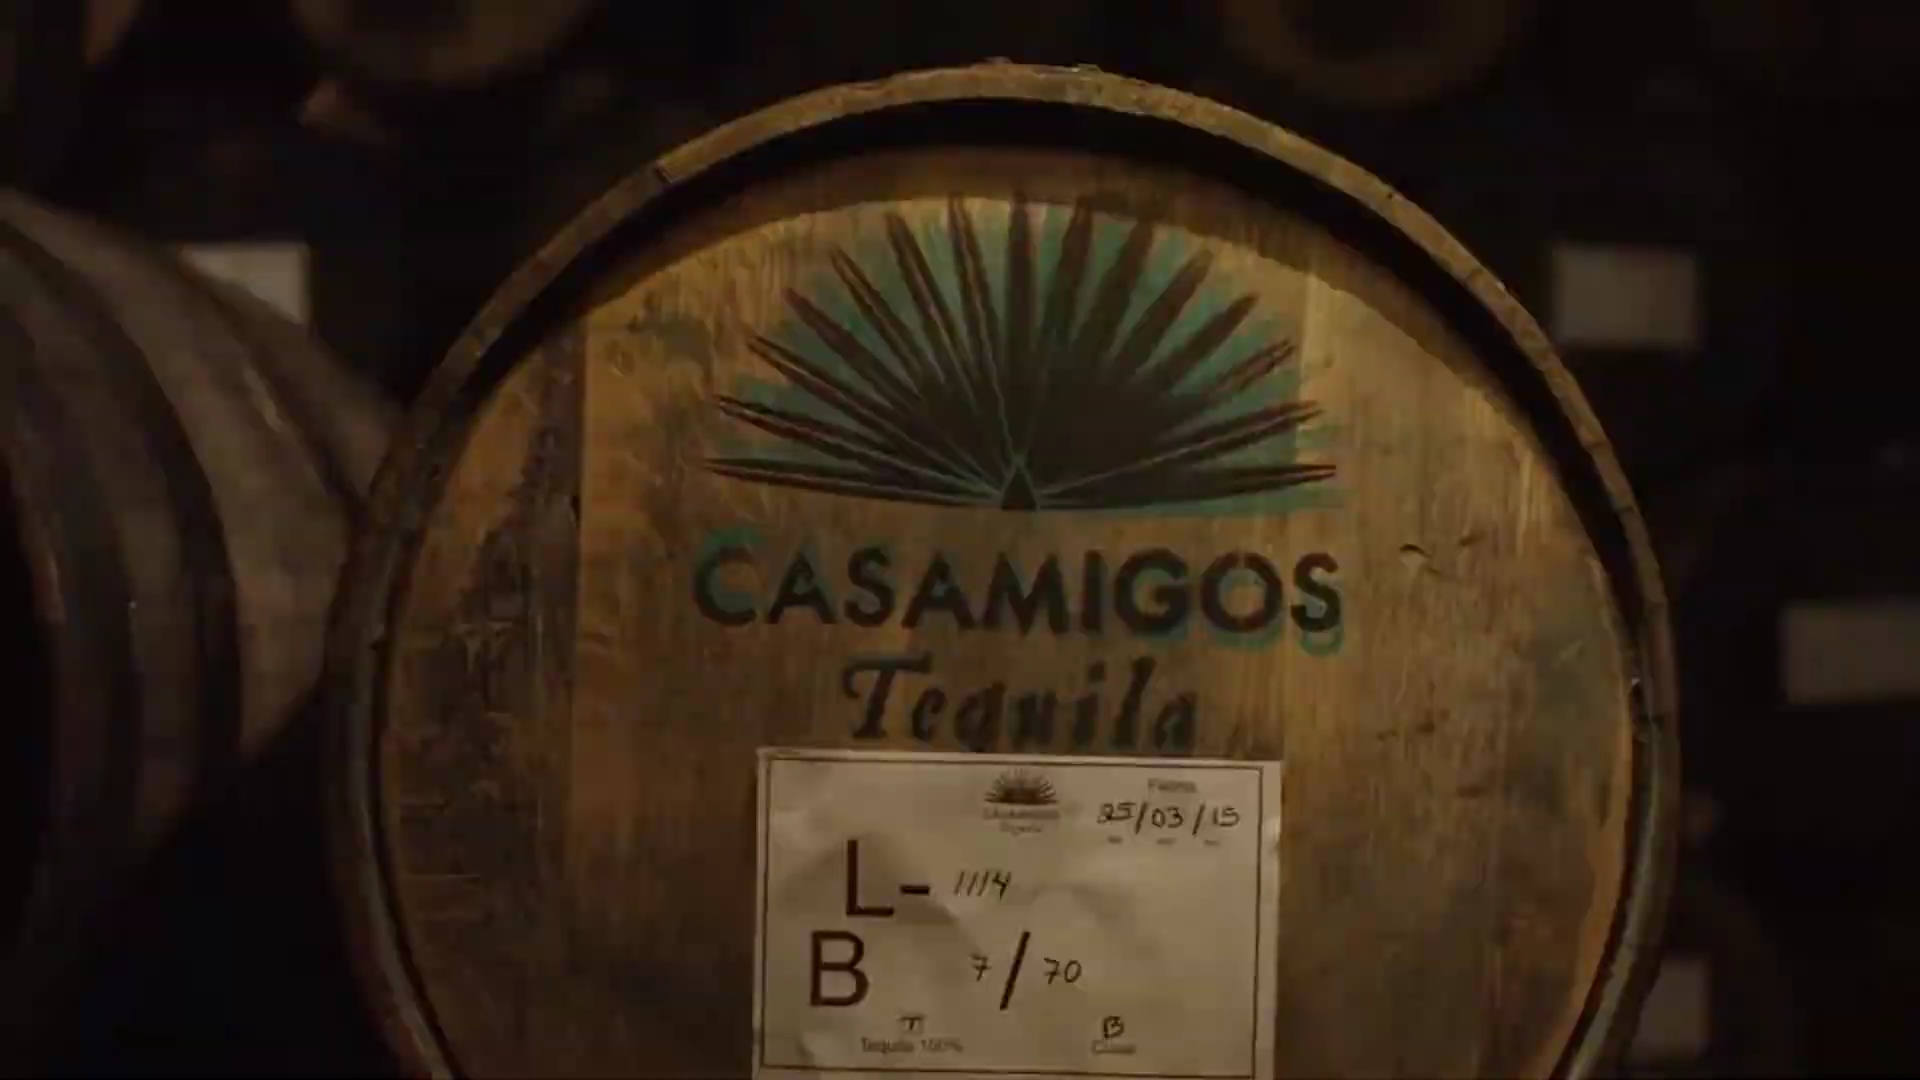 CASAMIGOS
Tequila
Fecha
25/03/15
L- 1114
B 7/70
T B
Tequila 100% Clase